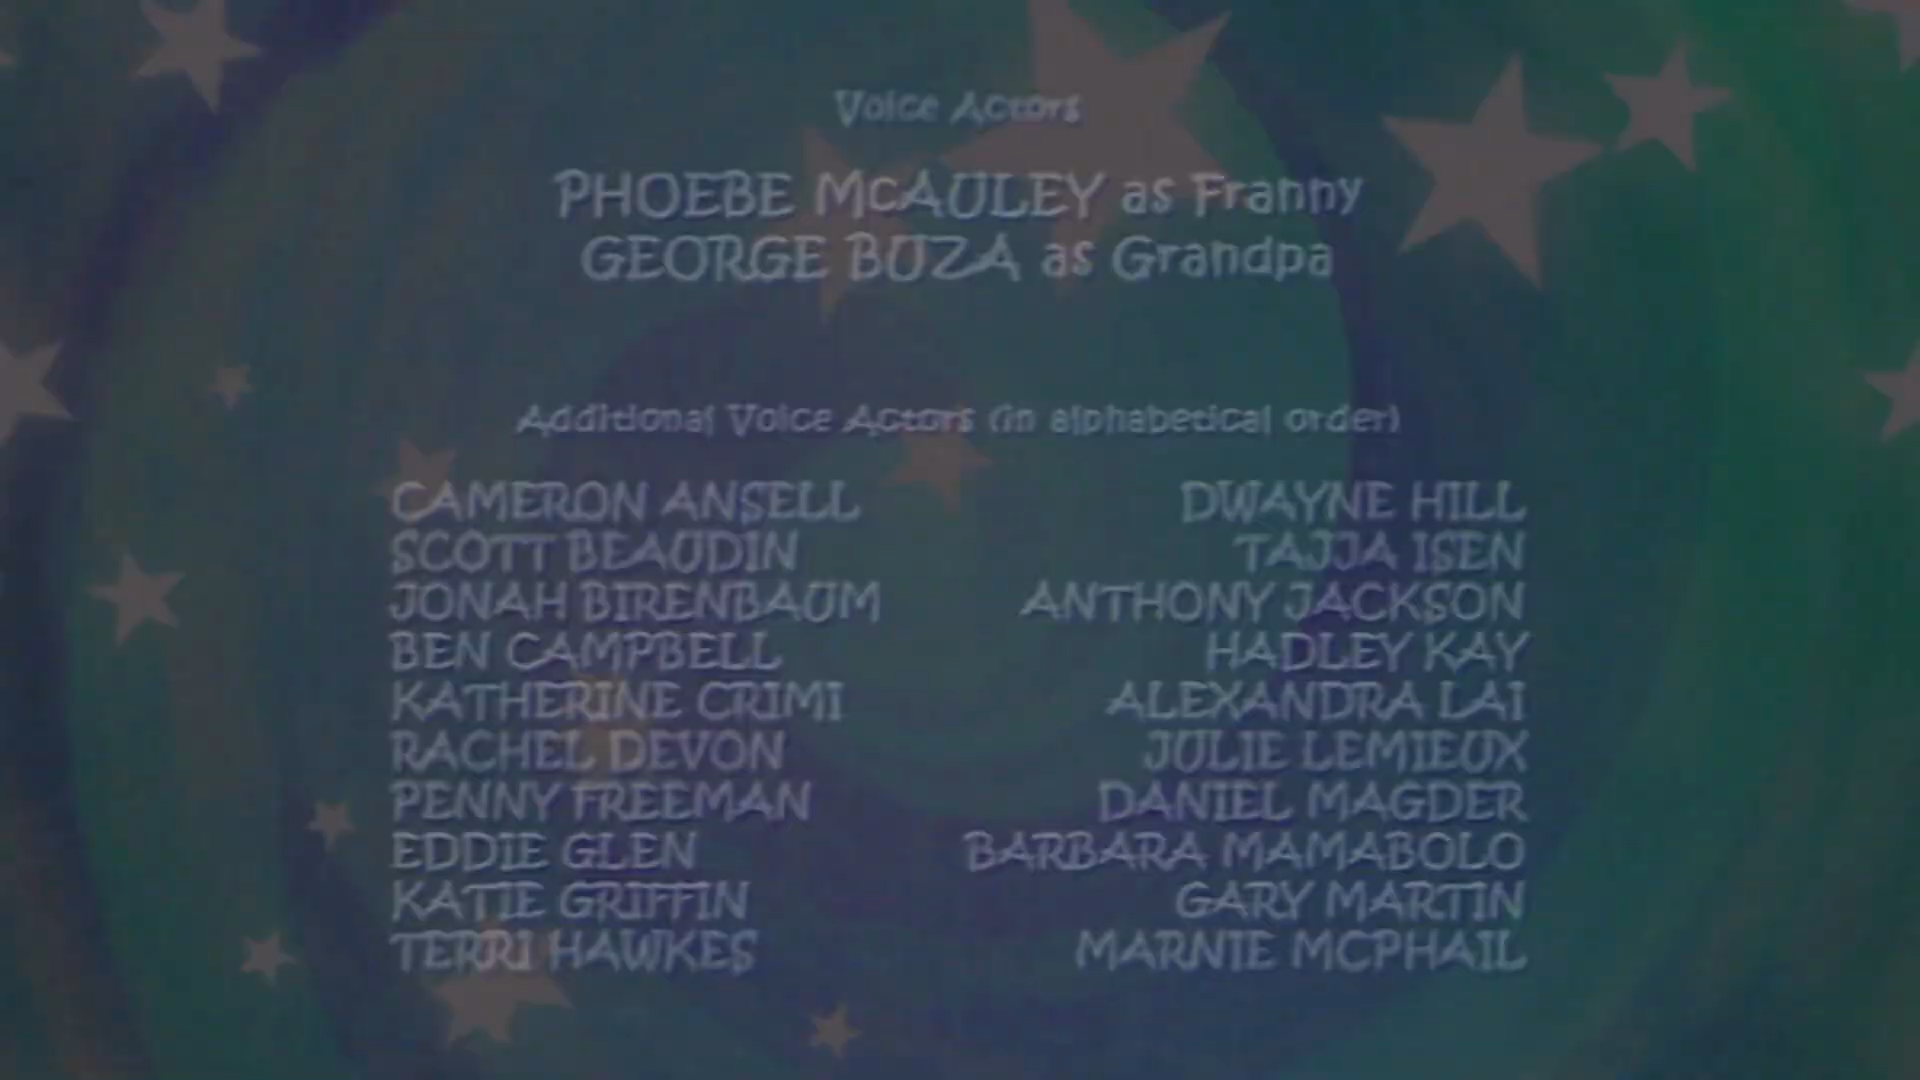 Voice Actors
PHOEBE McAULEY as Franny
GEORGE BUZA as Grandpa
Additional Voice Actors (in alphabetical order)
CAMERON ANSELL DWAYNE HILL
SCOTT BEAUDIN TAJJA ISEN
JONAH BIRENBAUM ANTHONY JACKSON
BEN CAMPBELL HADLEY KAY
KATHERINE CRIMI ALEXANDRA LAI
RACHEL DEVON JULIE LEMIEUX
PENNY FREEMAN DANIEL MAGDER
EDDIE GLEN BARBARA MAMABOLO
KATIE GRIFFIN GARY MARTIN
TERRI HAWKES MARNIE MCPHAIL